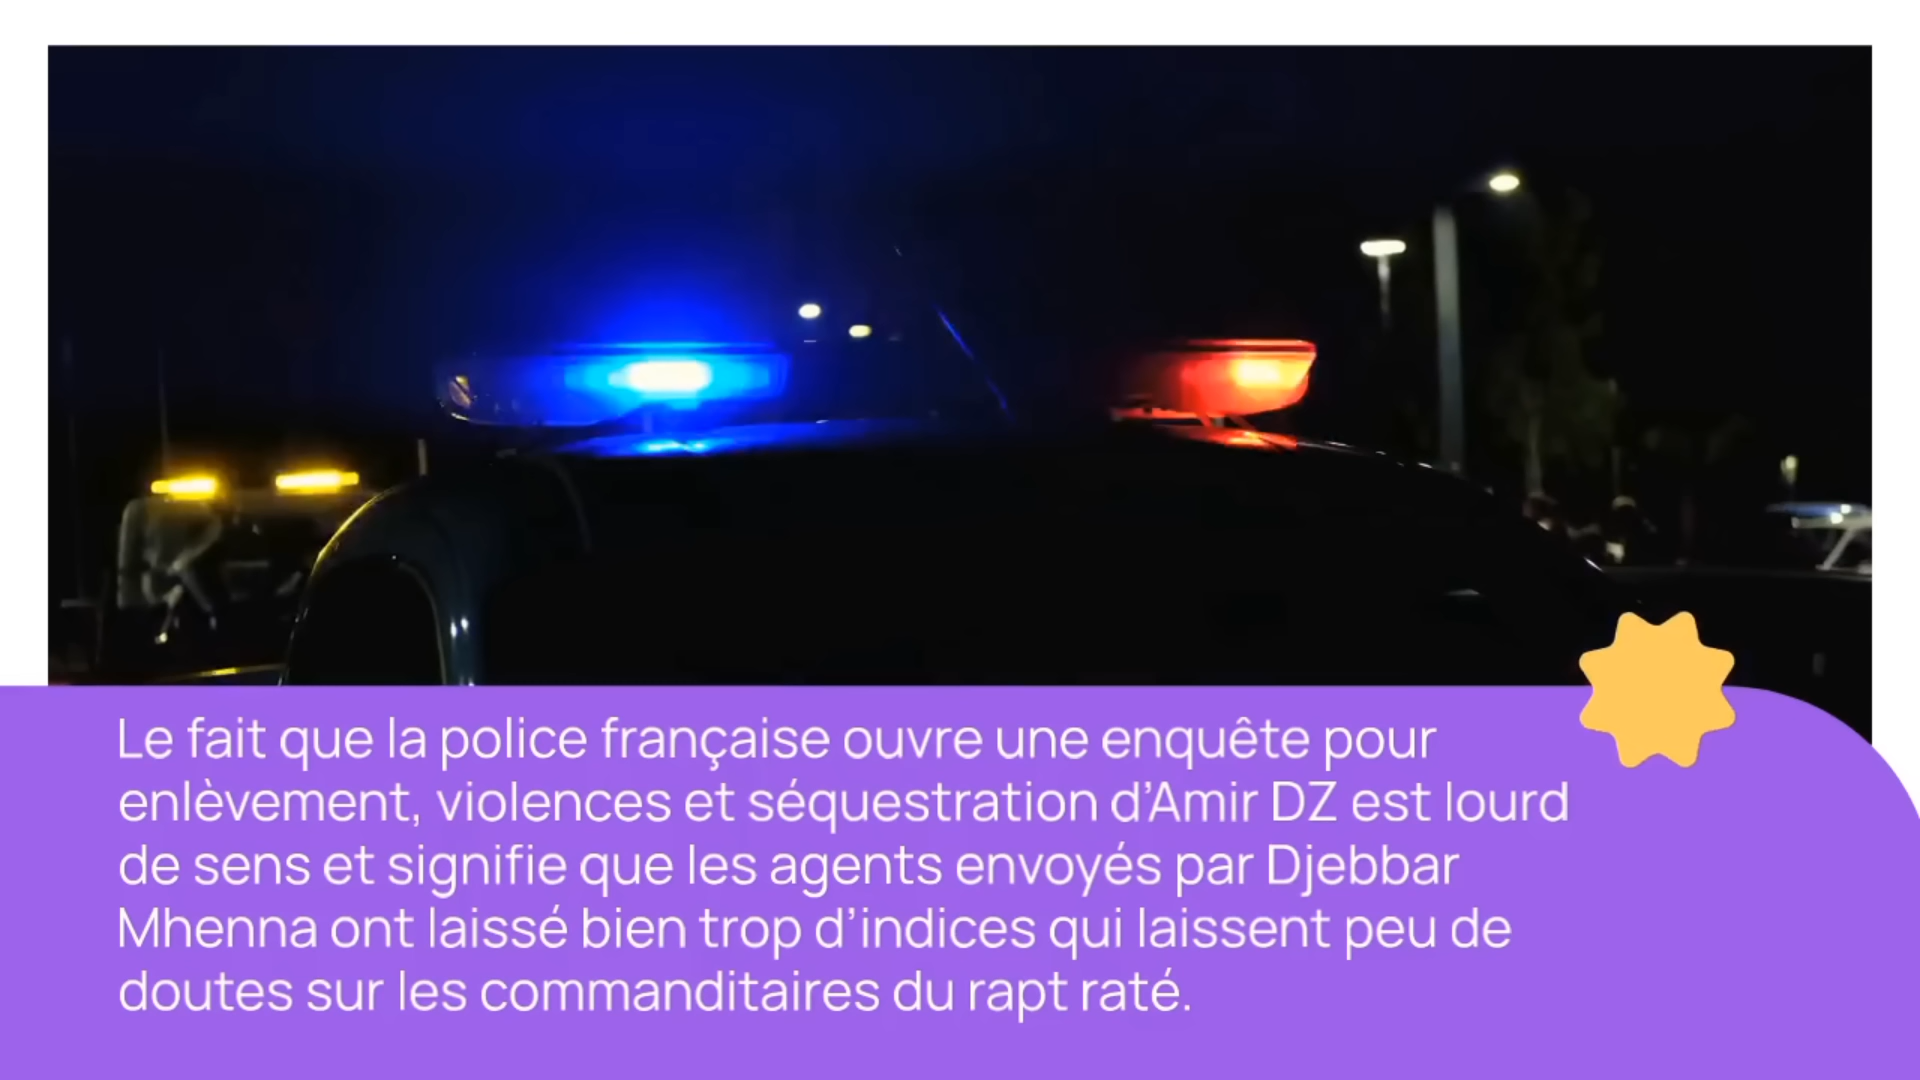 Le fait que la police française ouvre une enquête pour
enlèvement, violences et séquestration d’Amir DZ est lourd
de sens et signifie que les agents envoyés par Djebbar
Mhenna ont laissé bien trop d’indices qui laissent peu de
doutes sur les commanditaires du rapt raté.